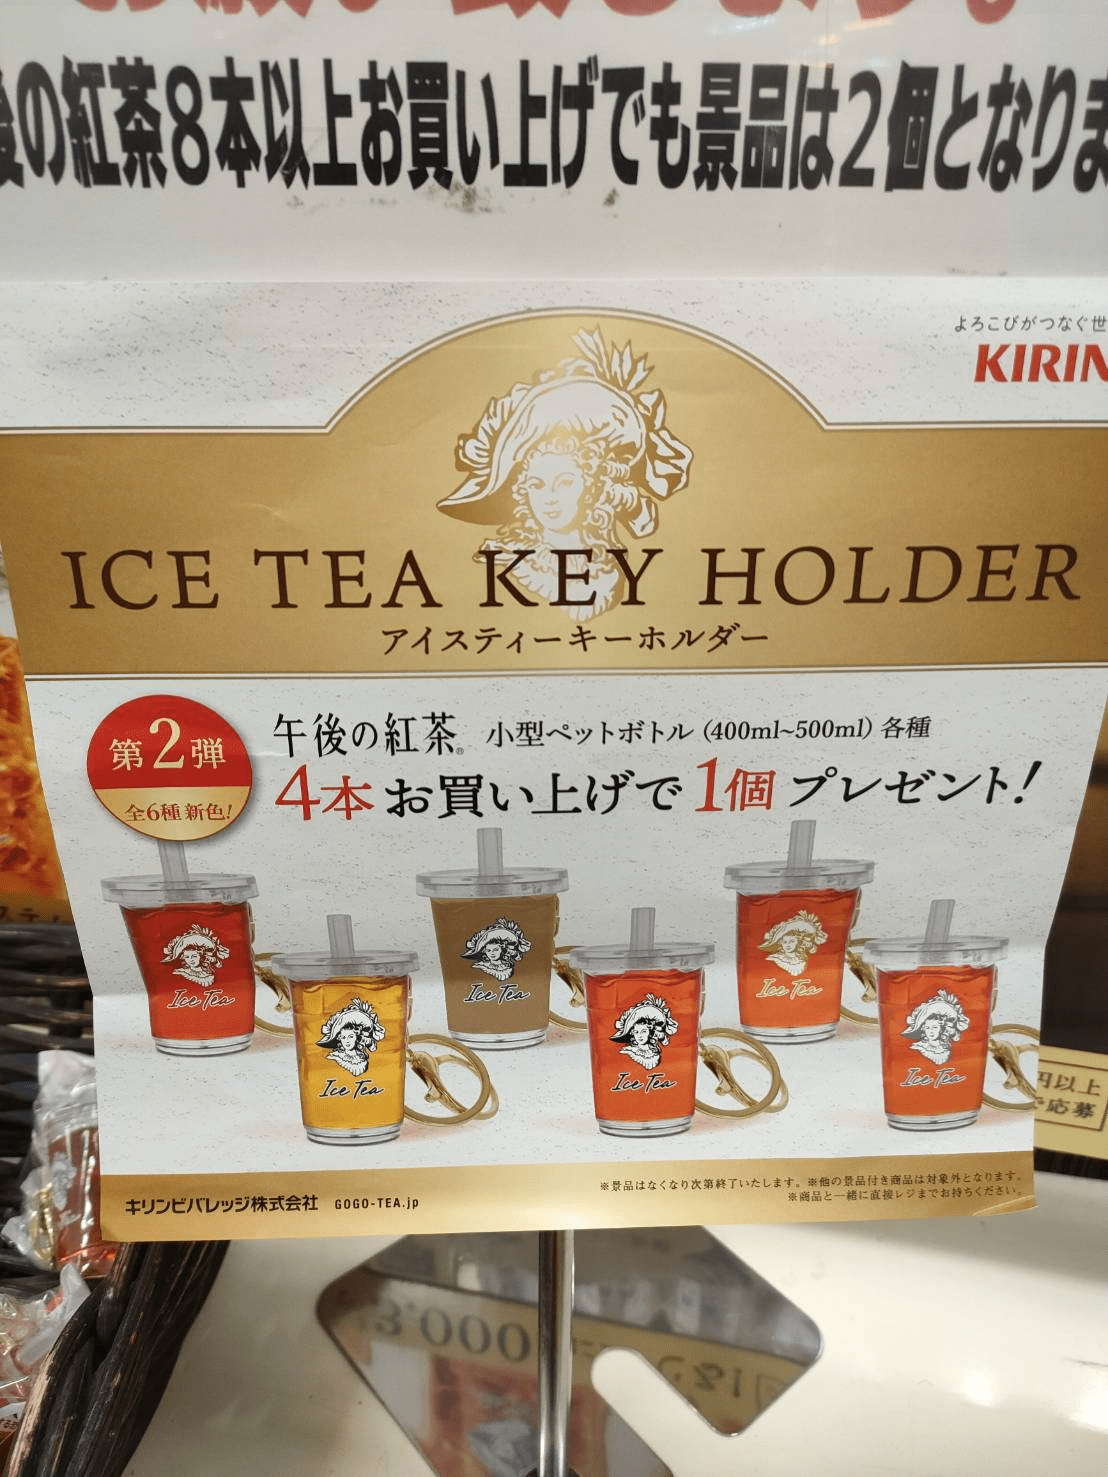 の紅茶8本以上お買い上げでも景品は2個となりま
よろこびがつなぐ世
KIRIN
ICE TEA KEY HOLDER
アイスティーキーホルダー
第2弾
全6種 新色!
午後の紅茶® 小型ペットボトル (400ml~500ml) 各種
4本お買い上げで1個プレゼント!
Ice Tea
Ice Tea
Ice Tea
Ice Tea
Ice Tea
Ice Tea
円以上
で応募
※景品はなくなり次第終了いたします。※他の景品付き商品は対象外となります。
※商品と一緒に直接レジまでお持ちください。
キリンビバレッジ株式会社 GOGO-TEA.jp
3,000